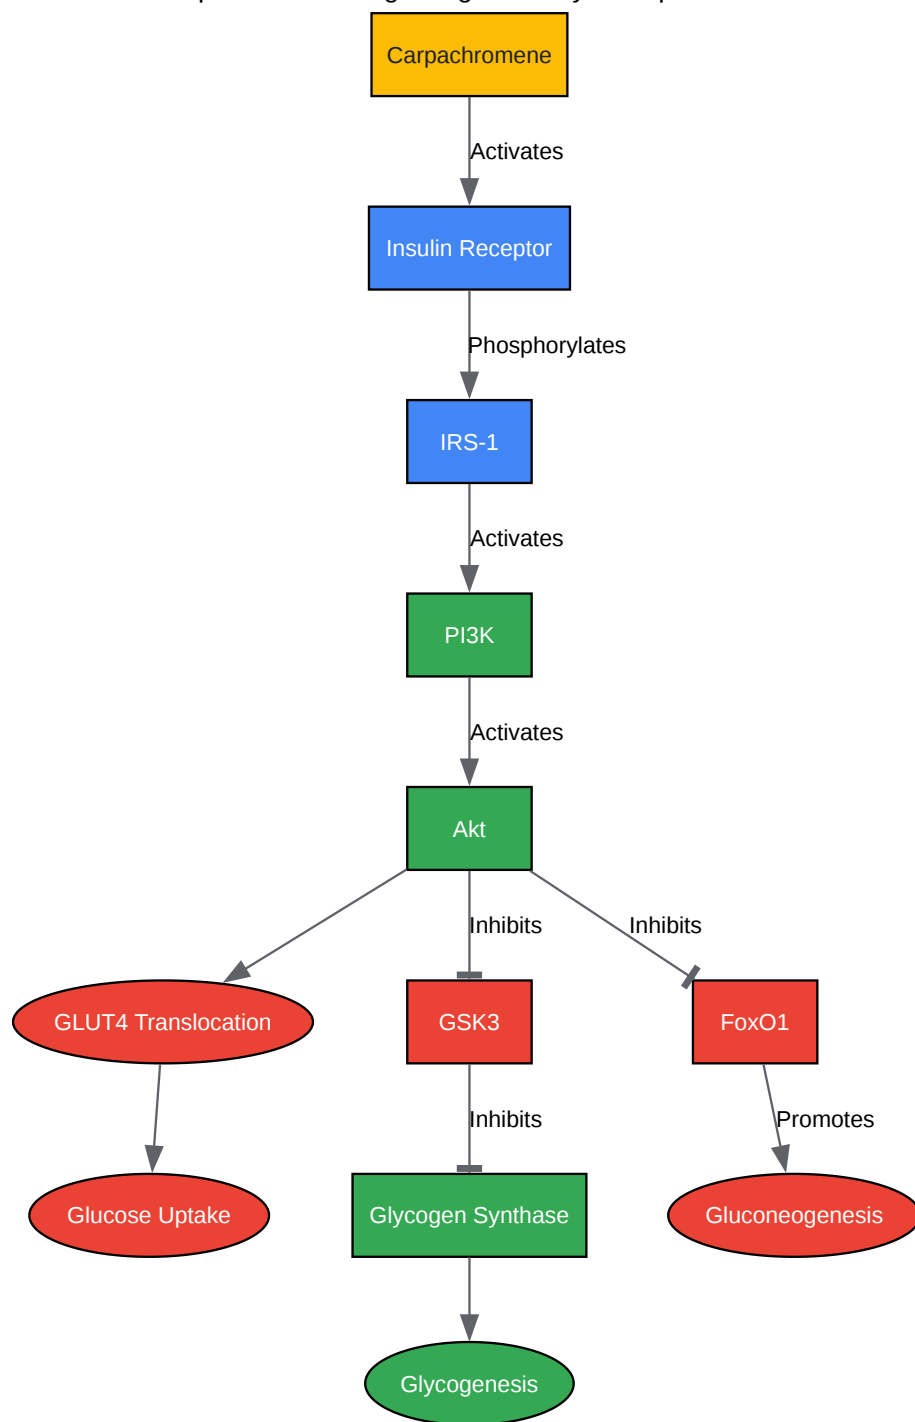 Carpachromene
Activates
Insulin Receptor
Phosphorylates
IRS-1
Activates
PI3K
Activates
Akt
Inhibits
Inhibits
GLUT4 Translocation
GSK3
FoxO1
Inhibits
Promotes
Glucose Uptake
Glycogen Synthase
Gluconeogenesis
Glycogenesis